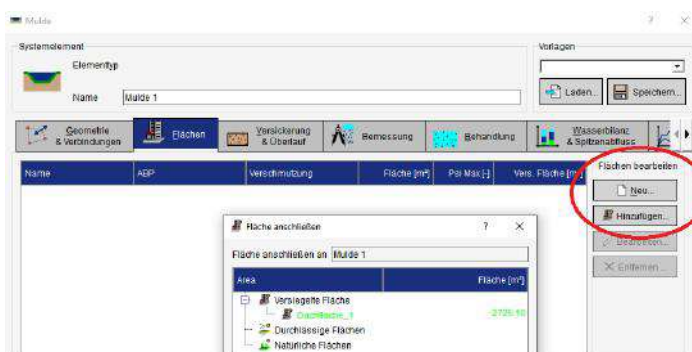 Mulde
Systemelement
Elementtyp
Name Mulde 1
Vorlagen
Laden... Speichern...
Geometrie & Verbindungen
Flächen
Versickerung & Überlauf
Bemessung
Behandlung
Wasserbilanz & Spitzenabfluss
Name ABP Verschmutzung Fläche [m²] Psi Max [-] Vers. Fläche [m²]
Flächen bearbeiten
Neu...
Hinzufügen...
Bearbeiten...
Entfernen...
Fläche anschließen
Fläche anschließen an Mulde 1
Area Fläche [m²]
Versiegelte Fläche
Dachfläche_1
Durchlässige Flächen
Natürliche Flächen